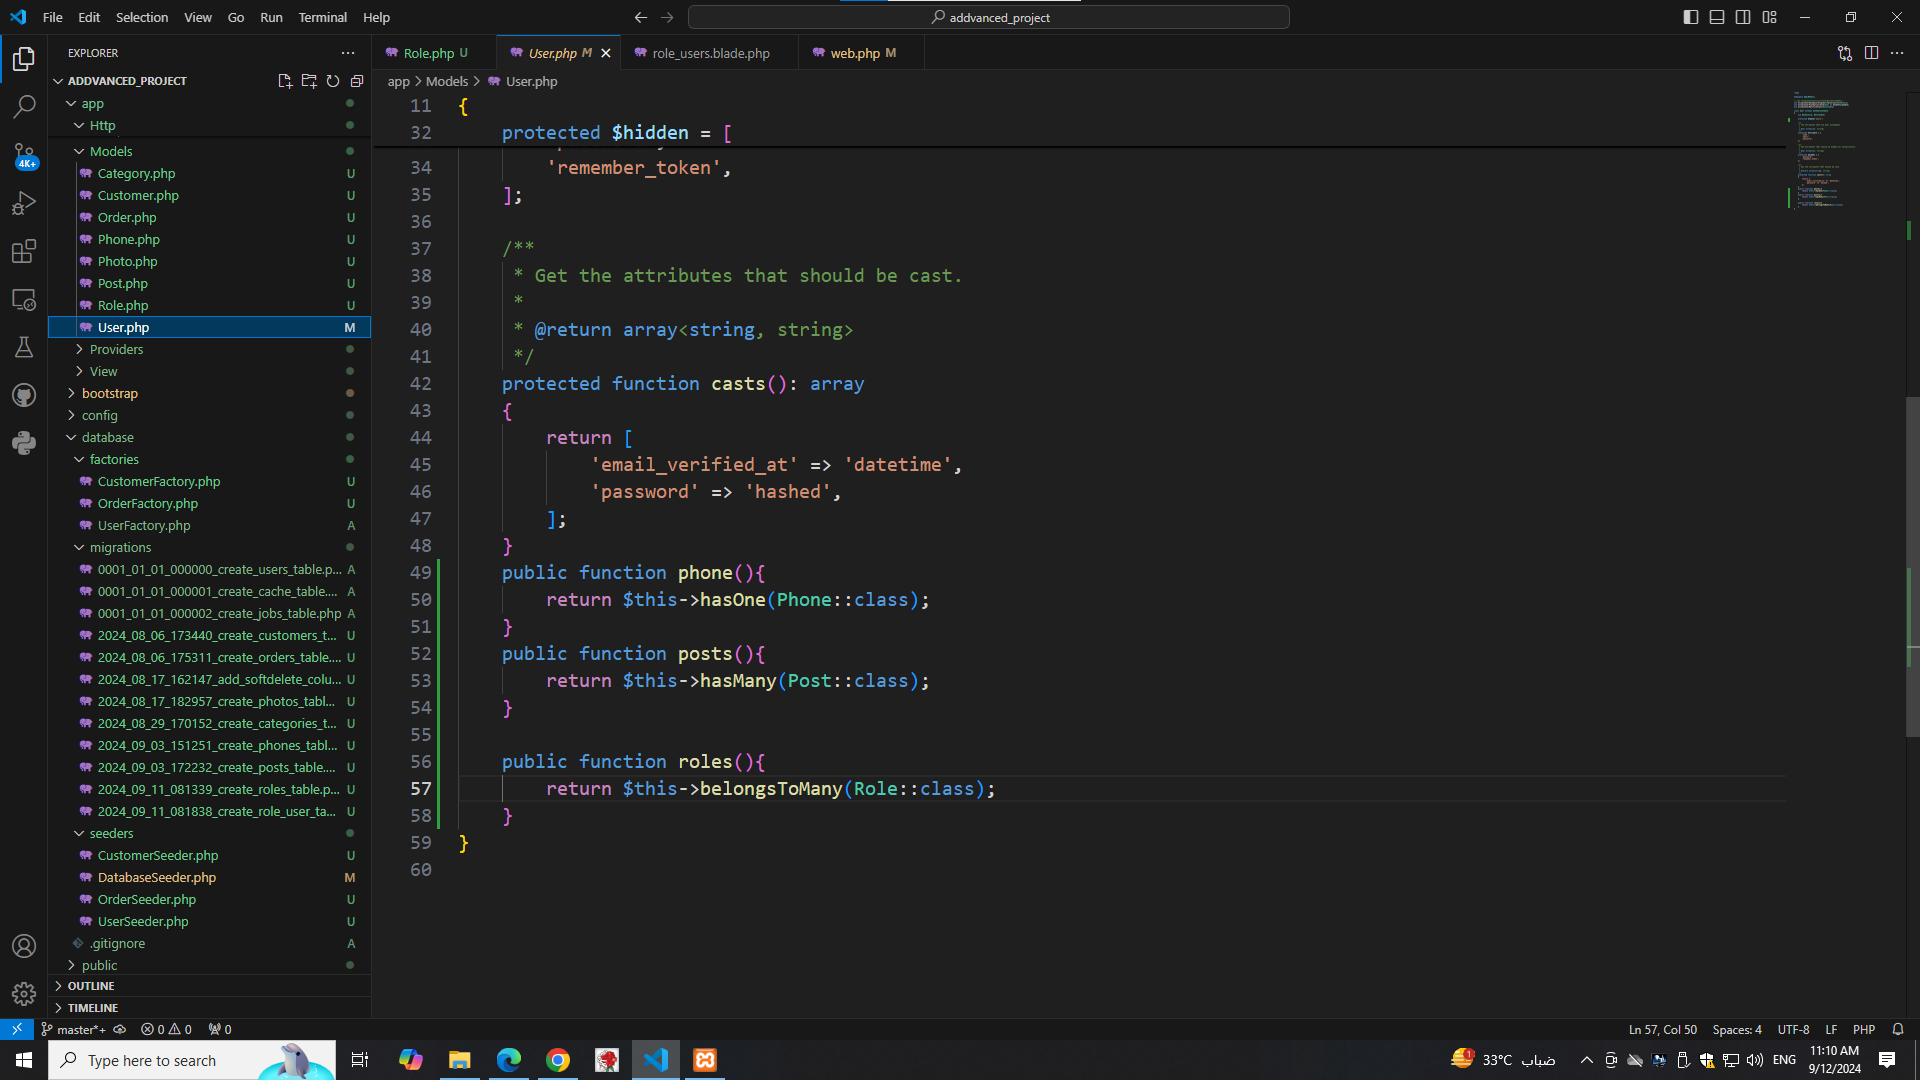 File Edit Selection View Go Run Terminal Help
addvanced_project
EXPLORER
ADDVANCED_PROJECT
app
Http
Models
Category.php U
Customer.php U
Order.php U
Phone.php U
Photo.php U
Post.php U
Role.php U
User.php M
Providers
View
bootstrap
config
database
factories
CustomerFactory.php U
OrderFactory.php U
UserFactory.php A
migrations
0001_01_01_000000_create_users_table.p... A
0001_01_01_000001_create_cache_table.... A
0001_01_01_000002_create_jobs_table.php A
2024_08_06_173440_create_customers_t... U
2024_08_06_175311_create_orders_table.... U
2024_08_17_162147_add_softdelete_colu... U
2024_08_17_182957_create_photos_tabl... U
2024_08_29_170152_create_categories_t... U
2024_09_03_151251_create_phones_tabl... U
2024_09_03_172232_create_posts_table.... U
2024_09_11_081339_create_roles_table.p... U
2024_09_11_081838_create_role_user_ta... U
seeders
CustomerSeeder.php U
DatabaseSeeder.php M
OrderSeeder.php U
UserSeeder.php U
.gitignore A
public
OUTLINE
TIMELINE
4K+
Role.php U
User.php M
role_users.blade.php
web.php M
app > Models > User.php
11 {
32 protected $hidden = [
34 'remember_token',
35 ];
36
37 /**
38 * Get the attributes that should be cast.
39 *
40 * @return array<string, string>
41 */
42 protected function casts(): array
43 {
44 return [
45 'email_verified_at' => 'datetime',
46 'password' => 'hashed',
47 ];
48 }
49 public function phone(){
50 return $this->hasOne(Phone::class);
51 }
52 public function posts(){
53 return $this->hasMany(Post::class);
54 }
55
56 public function roles(){
57 return $this->belongsToMany(Role::class);
58 }
59 }
60
master*+ 0 0 0
Ln 57, Col 50 Spaces: 4 UTF-8 LF PHP
Type here to search
1 33°C ضباب ENG
11:10 AM
9/12/2024